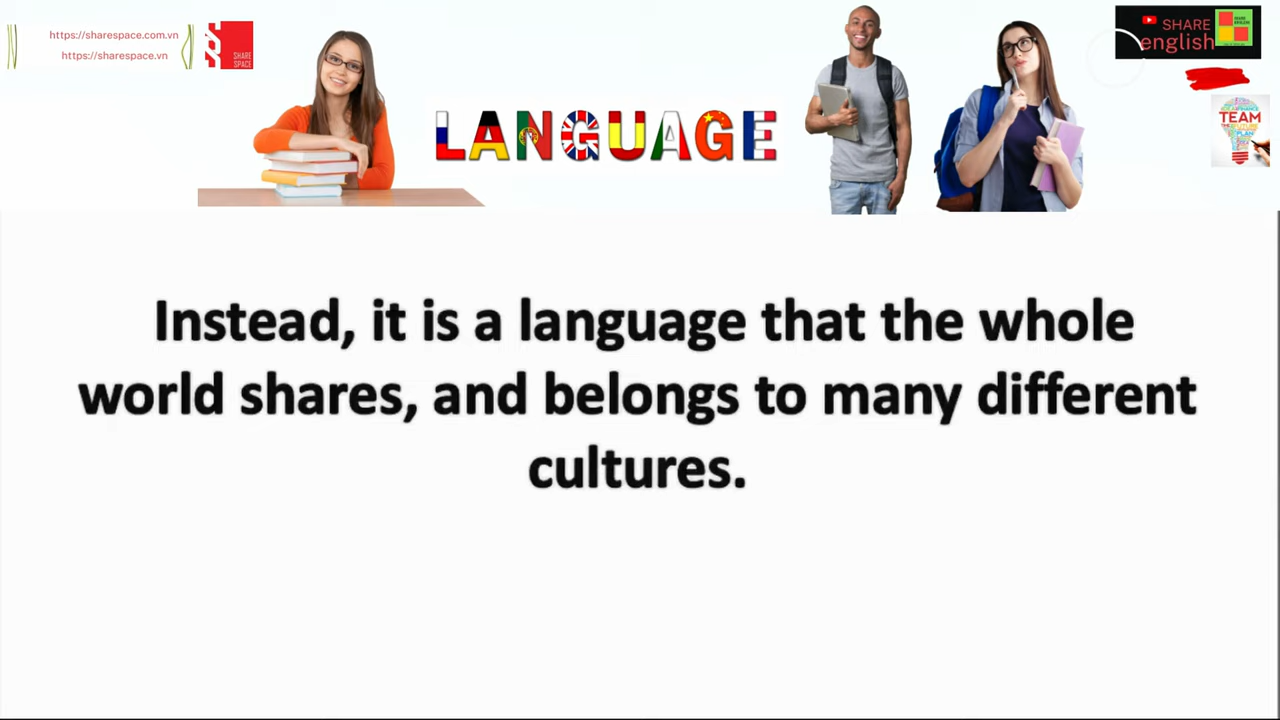 https://sharespace.com.vn
https://sharespace.vn
SHARE
SPACE
LANGUAGE
SHARE
english
TEAM
PLAN
Instead, it is a language that the whole
world shares, and belongs to many different
cultures.